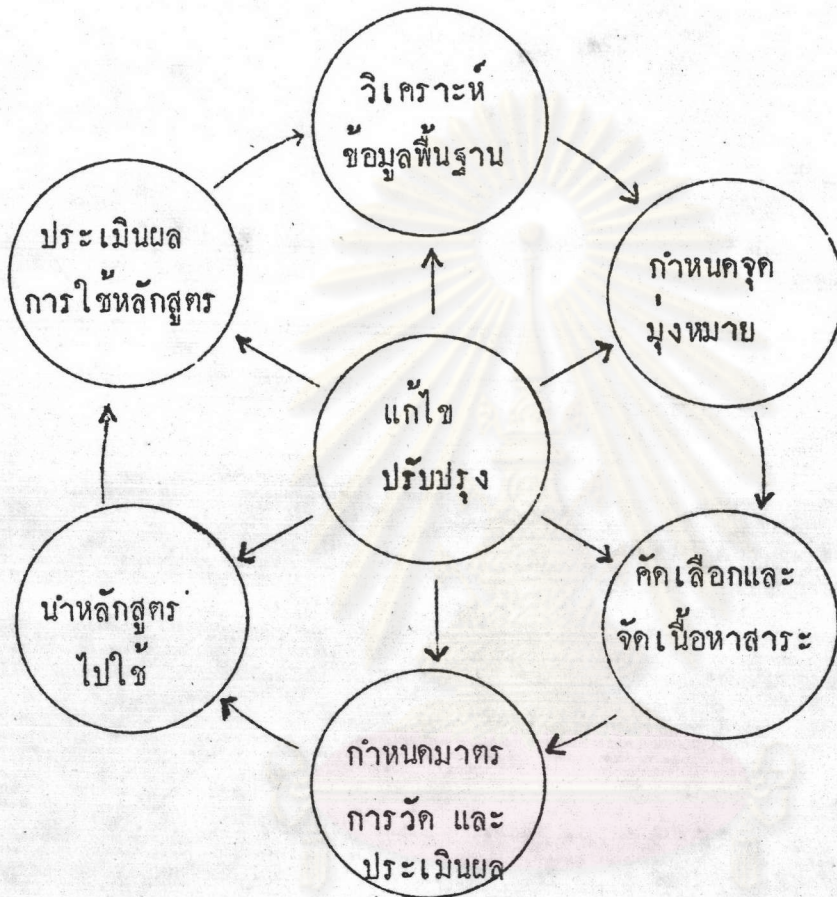 วิเคราะห์
ข้อมูลพื้นฐาน
กำหนดจุด
มุ่งหมาย
คัดเลือกและ
จัดเนื้อหาสาระ
กำหนดมาตร
การวัด และ
ประเมินผล
นำหลักสูตร
ไปใช้
ประเมินผล
การใช้หลักสูตร
แก้ไข
ปรับปรุง